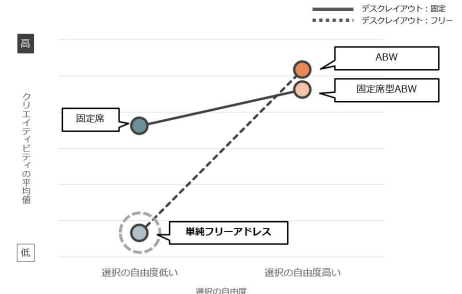 デスクレイアウト：固定
デスクレイアウト：フリー
高
ABW
固定席型ABW
固定席
クリエイティビティの平均値
単純フリーアドレス
低
選択の自由度低い
選択の自由度高い
選択の自由度